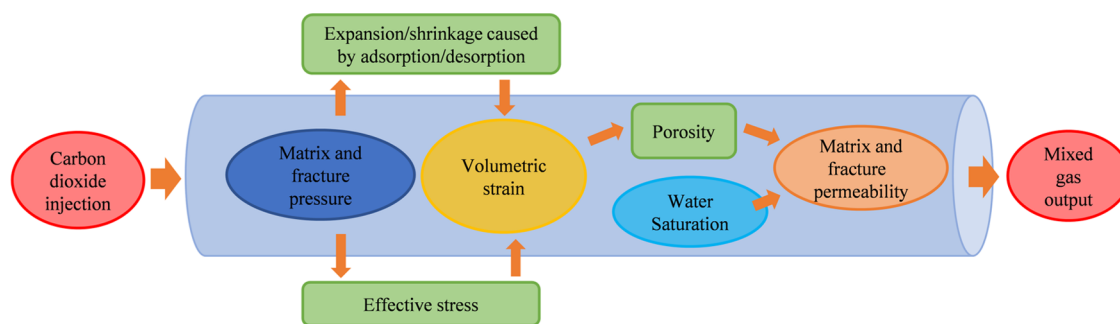 Expansion/shrinkage caused
by adsorption/desorption
Carbon
dioxide
injection
Matrix and
fracture
pressure
Volumetric
strain
Porosity
Water
Saturation
Matrix and
fracture
permeability
Mixed
gas
output
Effective stress